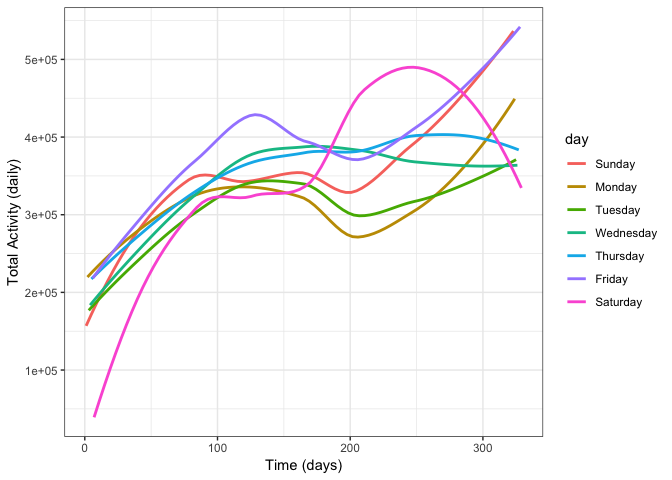 5e+05
4e+05
3e+05
2e+05
1e+05
Total Activity (daily)
0
100
200
300
Time (days)
day
Sunday
Monday
Tuesday
Wednesday
Thursday
Friday
Saturday